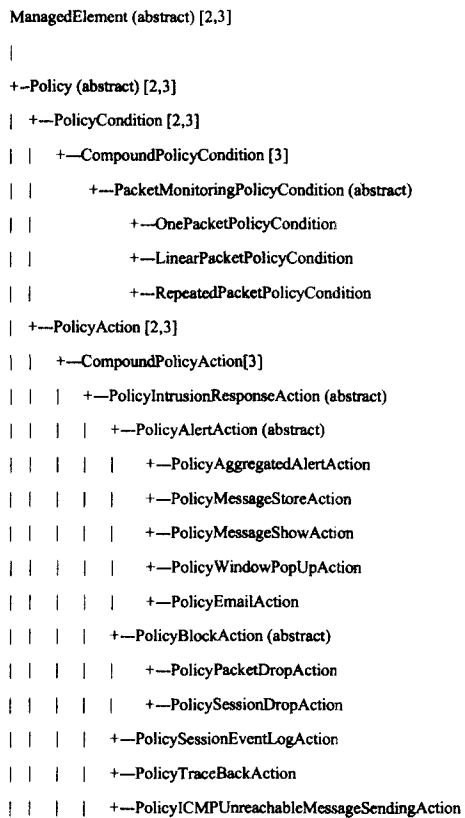 ManagedElement (abstract) [2,3]
|
+--Policy (abstract) [2,3]
| +---PolicyCondition [2,3]
| | +---CompoundPolicyCondition [3]
| | +---PacketMonitoringPolicyCondition (abstract)
| | +---OnePacketPolicyCondition
| | +---LinearPacketPolicyCondition
| | +---RepeatedPacketPolicyCondition
| +---PolicyAction [2,3]
| | +---CompoundPolicyAction[3]
| | | +---PolicyIntrusionResponseAction (abstract)
| | | | +---PolicyAlertAction (abstract)
| | | | | +---PolicyAggregatedAlertAction
| | | | | +---PolicyMessageStoreAction
| | | | | +---PolicyMessageShowAction
| | | | | +---PolicyWindowPopUpAction
| | | | | +---PolicyEmailAction
| | | | +---PolicyBlockAction (abstract)
| | | | | +---PolicyPacketDropAction
| | | | | +---PolicySessionDropAction
| | | | +---PolicySessionEventLogAction
| | | | +---PolicyTraceBackAction
| | | | +---PolicyICMPUnreachableMessageSendingAction